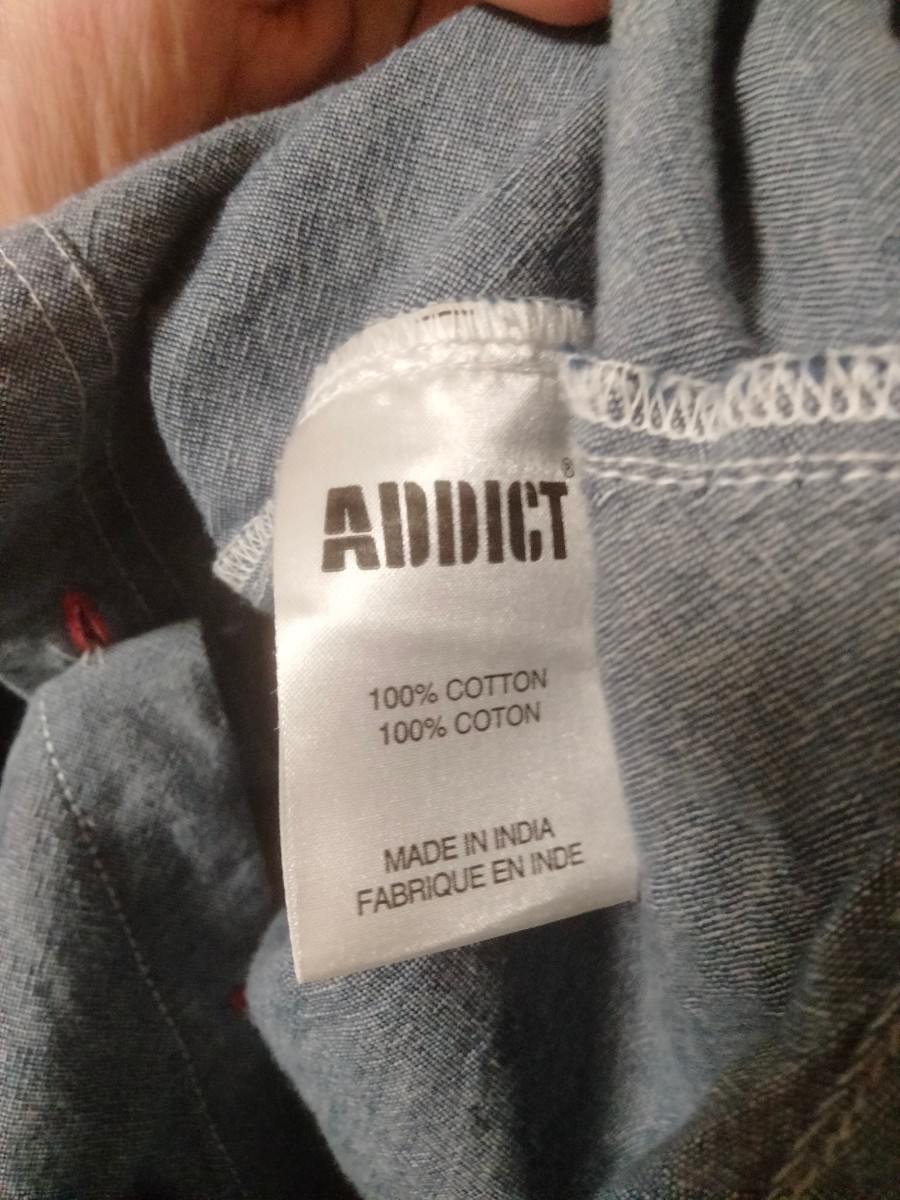 ADDICT®
100% COTTON
100% COTON
MADE IN INDIA
FABRIQUE EN INDE